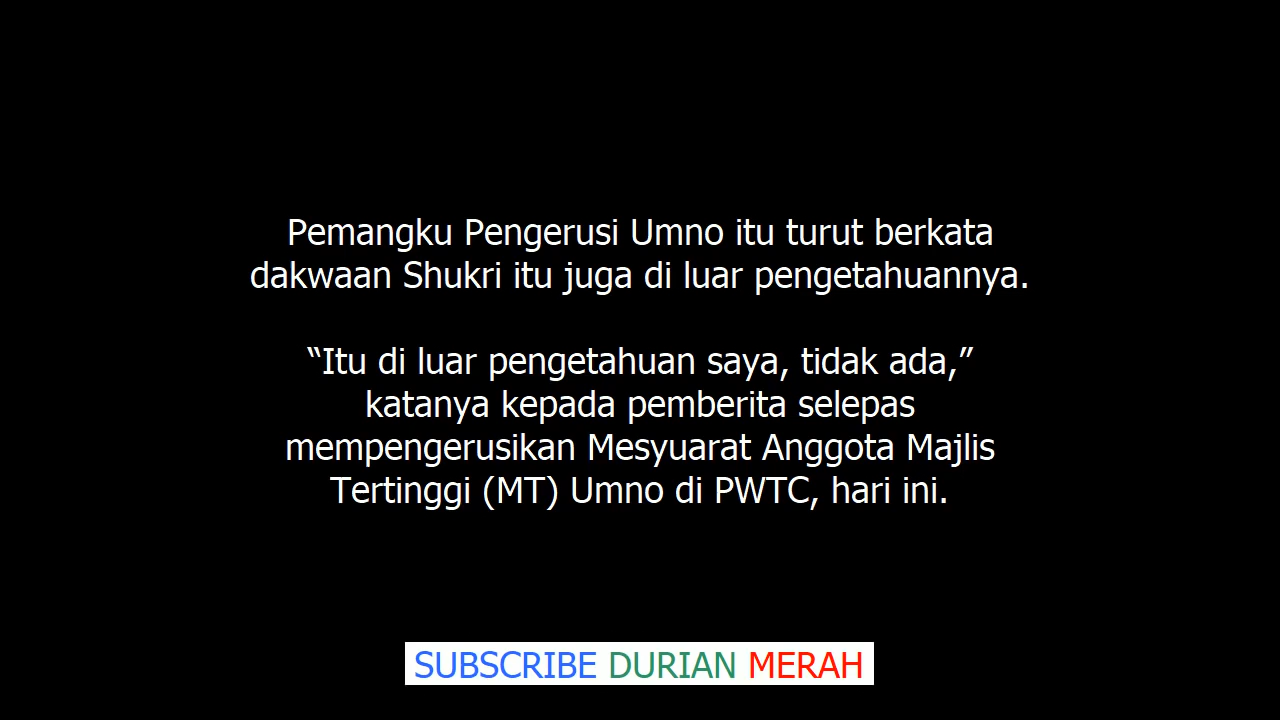 Pemangku Pengerusi Umno itu turut berkata
dakwaan Shukri itu juga di luar pengetahuannya.
“Itu di luar pengetahuan saya, tidak ada,”
katanya kepada pemberita selepas
mempengerusikan Mesyuarat Anggota Majlis
Tertinggi (MT) Umno di PWTC, hari ini.
SUBSCRIBE DURIAN MERAH